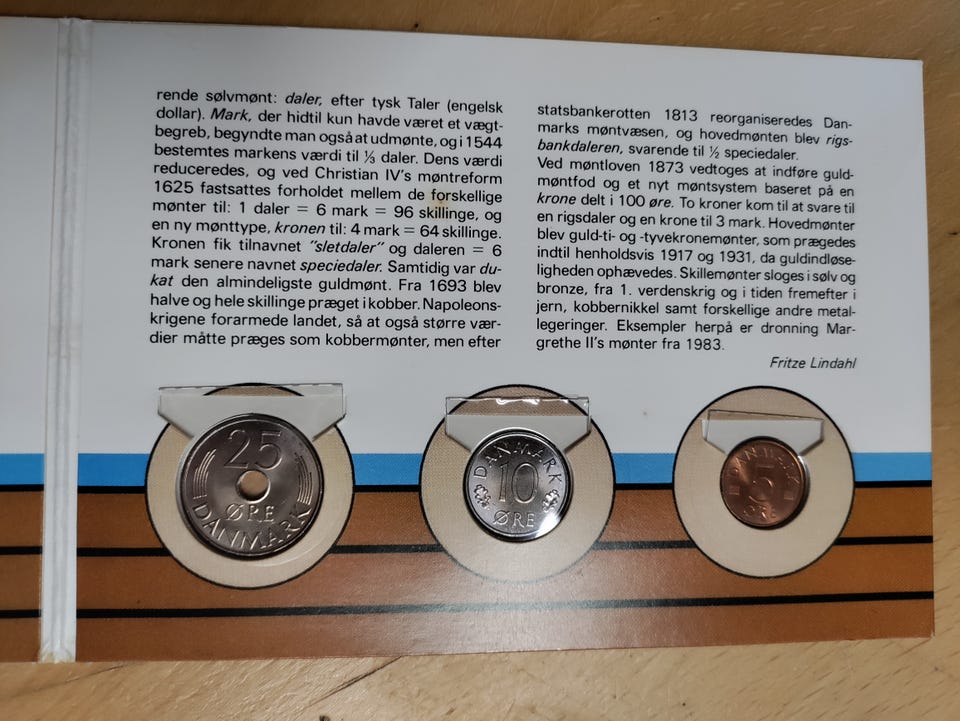 rende sølvmønt: daler, efter tysk Taler (engelsk
dollar). Mark, der hidtil kun havde været et vægt-
begreb, begyndte man også at udmønte, og i 1544
bestemtes markens værdi til ⅓ daler. Dens værdi
reduceredes, og ved Christian IV's møntreform
1625 fastsattes forholdet mellem de forskellige
mønter til: 1 daler = 6 mark = 96 skillinge, og
en ny mønttype, kronen til: 4 mark = 64 skillinge.
Kronen fik tilnavnet "sletdaler" og daleren = 6
mark senere navnet speciedaler. Samtidig var du-
kat den almindeligste guldmønt. Fra 1693 blev
halve og hele skillinge præget i kobber. Napoleons-
krigene forarmede landet, så at også større vær-
dier måtte præges som kobbermønter, men efter
statsbankerotten 1813 reorganiseredes Dan-
marks møntvæsen, og hovedmønten blev rigs-
bankdaleren, svarende til ½ speciedaler.
Ved møntloven 1873 vedtoges at indføre guld-
møntfod og et nyt møntsystem baseret på en
krone delt i 100 øre. To kroner kom til at svare til
en rigsdaler og en krone til 3 mark. Hovedmønter
blev guld-ti- og -tyvekronemønter, som prægedes
indtil henholdsvis 1917 og 1931, da guldindløse-
ligheden ophævedes. Skillemønter sloges i sølv og
bronze, fra 1. verdenskrig og i tiden fremefter i
jern, kobbernikkel samt forskellige andre metal-
legeringer. Eksempler herpå er dronning Mar-
grethe II's mønter fra 1983.
Fritze Lindahl
25
ØRE
DANMARK
DANMARK
10
ØRE
DANMARK
5
ØRE